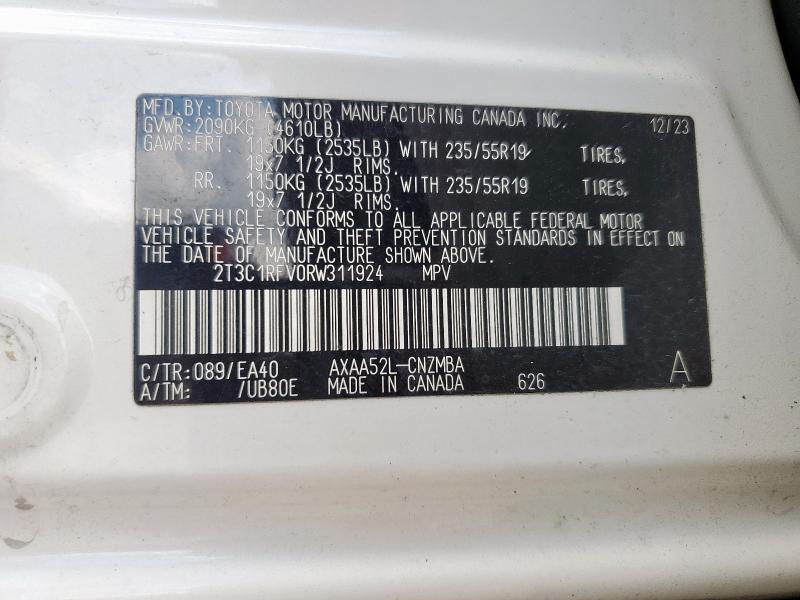 MFD.BY:TOYOTA MOTOR MANUFACTURING CANADA INC. 12/23
GVWR:2090KG (4610LB)
GAWR:FRT. 1150KG (2535LB) WITH 235/55R19 TIRES,
19x7 1/2J RIMS.
RR. 1150KG (2535LB) WITH 235/55R19 TIRES,
19x7 1/2J RIMS.
THIS VEHICLE CONFORMS TO ALL APPLICABLE FEDERAL MOTOR
VEHICLE SAFETY AND THEFT PREVENTION STANDARDS IN EFFECT ON
THE DATE OF MANUFACTURE SHOWN ABOVE.
2T3C1RFV0RW311924 MPV
C/TR:089/EA40 AXAA52L-CNZMBA
A/TM: /UB80E MADE IN CANADA 626 A